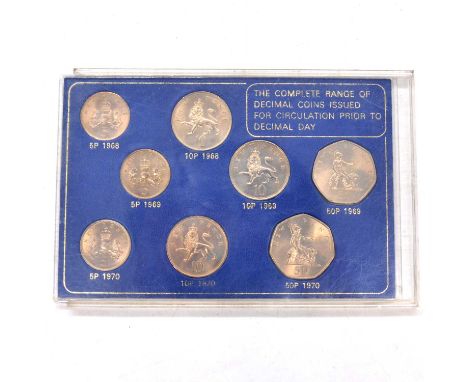 THE COMPLETE RANGE OF
DECIMAL COINS ISSUED
FOR CIRCULATION PRIOR TO
DECIMAL DAY
5P 1968
10P 1968
5P 1969
10P 1969
50P 1969
5P 1970
10P 1970
50P 1970